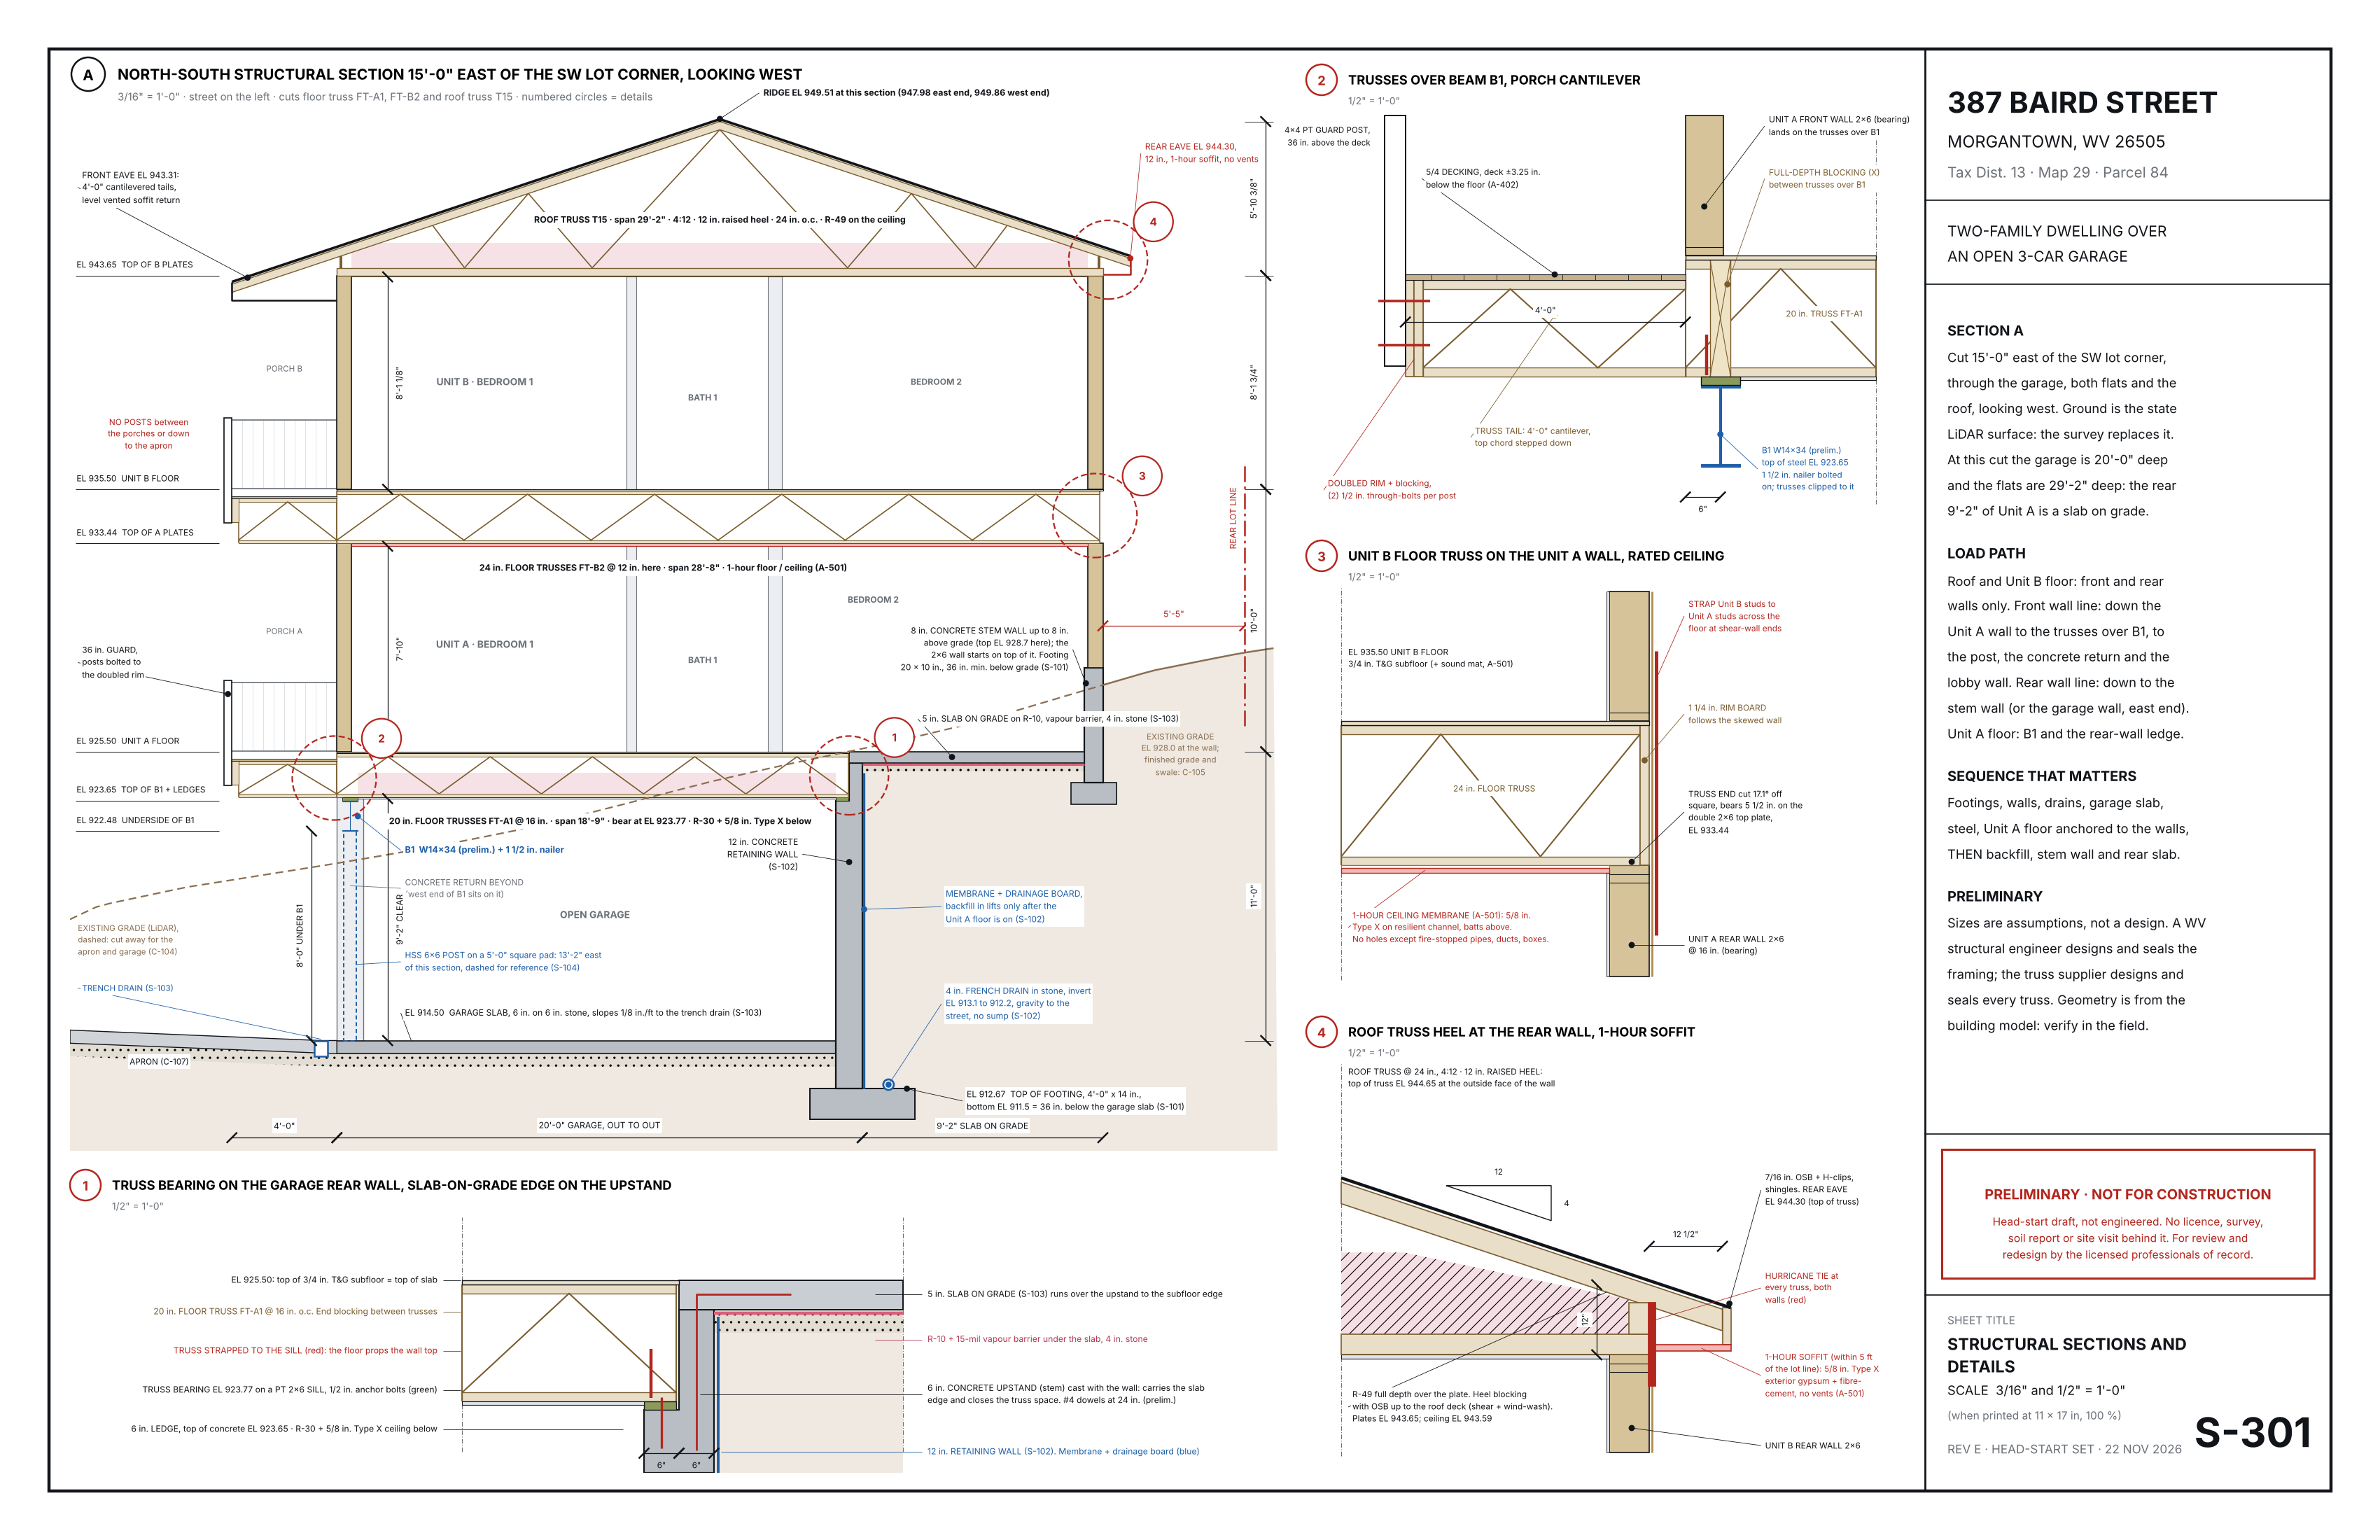 A
NORTH-SOUTH STRUCTURAL SECTION 15'-0" EAST OF THE SW LOT CORNER, LOOKING WEST
3/16" = 1'-0" · street on the left · cuts floor truss FT-A1, FT-B2 and roof truss T15 · numbered circles = details
RIDGE EL 949.51 at this section (947.98 east end, 949.86 west end)
REAR EAVE EL 944.30,
12 in., 1-hour soffit, no vents
FRONT EAVE EL 943.31:
4'-0" cantilevered tails,
level vented soffit return
ROOF TRUSS T15 · span 29'-2" · 4:12 · 12 in. raised heel · 24 in. o.c. · R-49 on the ceiling
5'-10 3/8"
4
EL 943.65 TOP OF B PLATES
PORCH B
UNIT B · BEDROOM 1
BATH 1
BEDROOM 2
8'-1 1/8"
8'-1 3/4"
NO POSTS between
the porches or down
to the apron
EL 935.50 UNIT B FLOOR
3
EL 933.44 TOP OF A PLATES
REAR LOT LINE
24 in. FLOOR TRUSSES FT-B2 @ 12 in. here · span 28'-8" · 1-hour floor / ceiling (A-501)
BEDROOM 2
5'-5"
10'-0"
PORCH A
UNIT A · BEDROOM 1
BATH 1
7'-10"
8 in. CONCRETE STEM WALL up to 8 in.
above grade (top EL 928.7 here); the
2×6 wall starts on top of it. Footing
20 × 10 in., 36 in. min. below grade (S-101)
36 in. GUARD,
posts bolted to
the doubled rim
5 in. SLAB ON GRADE on R-10, vapour barrier, 4 in. stone (S-103)
2
1
EL 925.50 UNIT A FLOOR
EXISTING GRADE
EL 928.0 at the wall;
finished grade and
swale: C-105
EL 923.65 TOP OF B1 + LEDGES
EL 922.48 UNDERSIDE OF B1
20 in. FLOOR TRUSSES FT-A1 @ 16 in. · span 18'-9" · bear at EL 923.77 · R-30 + 5/8 in. Type X below
B1 W14×34 (prelim.) + 1 1/2 in. nailer
12 in. CONCRETE
RETAINING WALL
(S-102)
CONCRETE RETURN BEYOND
(west end of B1 sits on it)
OPEN GARAGE
8'-0" UNDER B1
9'-2" CLEAR
11'-0"
MEMBRANE + DRAINAGE BOARD,
backfill in lifts only after the
Unit A floor is on (S-102)
EXISTING GRADE (LiDAR),
dashed: cut away for the
apron and garage (C-104)
HSS 6×6 POST on a 5'-0" square pad: 13'-2" east
of this section, dashed for reference (S-104)
TRENCH DRAIN (S-103)
4 in. FRENCH DRAIN in stone, invert
EL 913.1 to 912.2, gravity to the
street, no sump (S-102)
EL 914.50 GARAGE SLAB, 6 in. on 6 in. stone, slopes 1/8 in./ft to the trench drain (S-103)
APRON (C-107)
EL 912.67 TOP OF FOOTING, 4'-0" x 14 in.,
bottom EL 911.5 = 36 in. below the garage slab (S-101)
4'-0"
20'-0" GARAGE, OUT TO OUT
9'-2" SLAB ON GRADE
1
TRUSS BEARING ON THE GARAGE REAR WALL, SLAB-ON-GRADE EDGE ON THE UPSTAND
1/2" = 1'-0"
EL 925.50: top of 3/4 in. T&G subfloor = top of slab
20 in. FLOOR TRUSS FT-A1 @ 16 in. o.c. End blocking between trusses
TRUSS STRAPPED TO THE SILL (red): the floor props the wall top
TRUSS BEARING EL 923.77 on a PT 2×6 SILL, 1/2 in. anchor bolts (green)
6 in. LEDGE, top of concrete EL 923.65 · R-30 + 5/8 in. Type X ceiling below
5 in. SLAB ON GRADE (S-103) runs over the upstand to the subfloor edge
R-10 + 15-mil vapour barrier under the slab, 4 in. stone
6 in. CONCRETE UPSTAND (stem) cast with the wall: carries the slab
edge and closes the truss space. #4 dowels at 24 in. (prelim.)
12 in. RETAINING WALL (S-102). Membrane + drainage board (blue)
6"
6"
2
TRUSSES OVER BEAM B1, PORCH CANTILEVER
1/2" = 1'-0"
4×4 PT GUARD POST,
36 in. above the deck
UNIT A FRONT WALL 2×6 (bearing)
lands on the trusses over B1
5/4 DECKING, deck ±3.25 in.
below the floor (A-402)
FULL-DEPTH BLOCKING (X)
between trusses over B1
4'-0"
20 in. TRUSS FT-A1
TRUSS TAIL: 4'-0" cantilever,
top chord stepped down
B1 W14×34 (prelim.)
top of steel EL 923.65
1 1/2 in. nailer bolted
on; trusses clipped to it
DOUBLED RIM + blocking,
(2) 1/2 in. through-bolts per post
6"
3
UNIT B FLOOR TRUSS ON THE UNIT A WALL, RATED CEILING
1/2" = 1'-0"
STRAP Unit B studs to
Unit A studs across the
floor at shear-wall ends
EL 935.50 UNIT B FLOOR
3/4 in. T&G subfloor (+ sound mat, A-501)
1 1/4 in. RIM BOARD
follows the skewed wall
24 in. FLOOR TRUSS
TRUSS END cut 17.1° off
square, bears 5 1/2 in. on the
double 2×6 top plate,
EL 933.44
1-HOUR CEILING MEMBRANE (A-501): 5/8 in.
Type X on resilient channel, batts above.
No holes except fire-stopped pipes, ducts, boxes.
UNIT A REAR WALL 2×6
@ 16 in. (bearing)
4
ROOF TRUSS HEEL AT THE REAR WALL, 1-HOUR SOFFIT
1/2" = 1'-0"
ROOF TRUSS @ 24 in., 4:12 · 12 in. RAISED HEEL:
top of truss EL 944.65 at the outside face of the wall
12
4
7/16 in. OSB + H-clips,
shingles. REAR EAVE
EL 944.30 (top of truss)
12 1/2"
HURRICANE TIE at
every truss, both
walls (red)
12"
1-HOUR SOFFIT (within 5 ft
of the lot line): 5/8 in. Type X
exterior gypsum + fibre-
cement, no vents (A-501)
R-49 full depth over the plate. Heel blocking
with OSB up to the roof deck (shear + wind-wash).
Plates EL 943.65; ceiling EL 943.59
UNIT B REAR WALL 2×6
387 BAIRD STREET
MORGANTOWN, WV 26505
Tax Dist. 13 · Map 29 · Parcel 84
TWO-FAMILY DWELLING OVER
AN OPEN 3-CAR GARAGE
SECTION A
Cut 15'-0" east of the SW lot corner,
through the garage, both flats and the
roof, looking west. Ground is the state
LiDAR surface: the survey replaces it.
At this cut the garage is 20'-0" deep
and the flats are 29'-2" deep: the rear
9'-2" of Unit A is a slab on grade.
LOAD PATH
Roof and Unit B floor: front and rear
walls only. Front wall line: down the
Unit A wall to the trusses over B1, to
the post, the concrete return and the
lobby wall. Rear wall line: down to the
stem wall (or the garage wall, east end).
Unit A floor: B1 and the rear-wall ledge.
SEQUENCE THAT MATTERS
Footings, walls, drains, garage slab,
steel, Unit A floor anchored to the walls,
THEN backfill, stem wall and rear slab.
PRELIMINARY
Sizes are assumptions, not a design. A WV
structural engineer designs and seals the
framing; the truss supplier designs and
seals every truss. Geometry is from the
building model: verify in the field.
PRELIMINARY · NOT FOR CONSTRUCTION
Head-start draft, not engineered. No licence, survey,
soil report or site visit behind it. For review and
redesign by the licensed professionals of record.
SHEET TITLE
STRUCTURAL SECTIONS AND
DETAILS
SCALE 3/16" and 1/2" = 1'-0"
(when printed at 11 × 17 in, 100 %)
REV E · HEAD-START SET · 22 NOV 2026
S-301